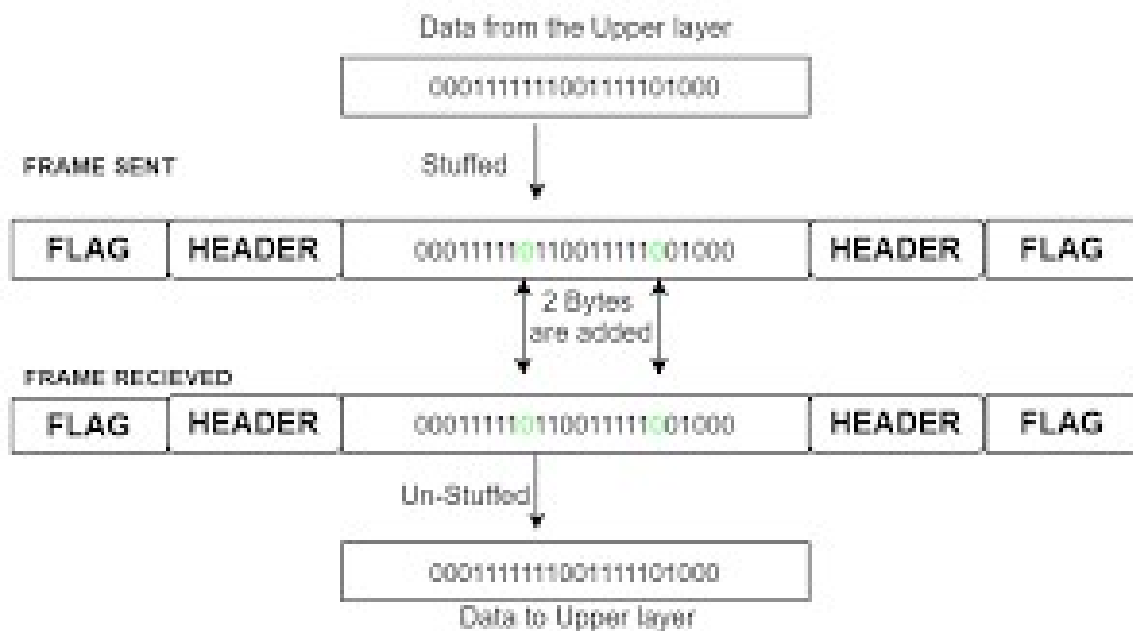 Data from the Upper layer
0001111111001111101000
FRAME SENT
Stuffed
FLAG HEADER 000111110110011111001000 HEADER FLAG
2 Bytes
are added
FRAME RECIEVED
FLAG HEADER 000111110110011111001000 HEADER FLAG
Un-Stuffed
0001111111001111101000
Data to Upper layer